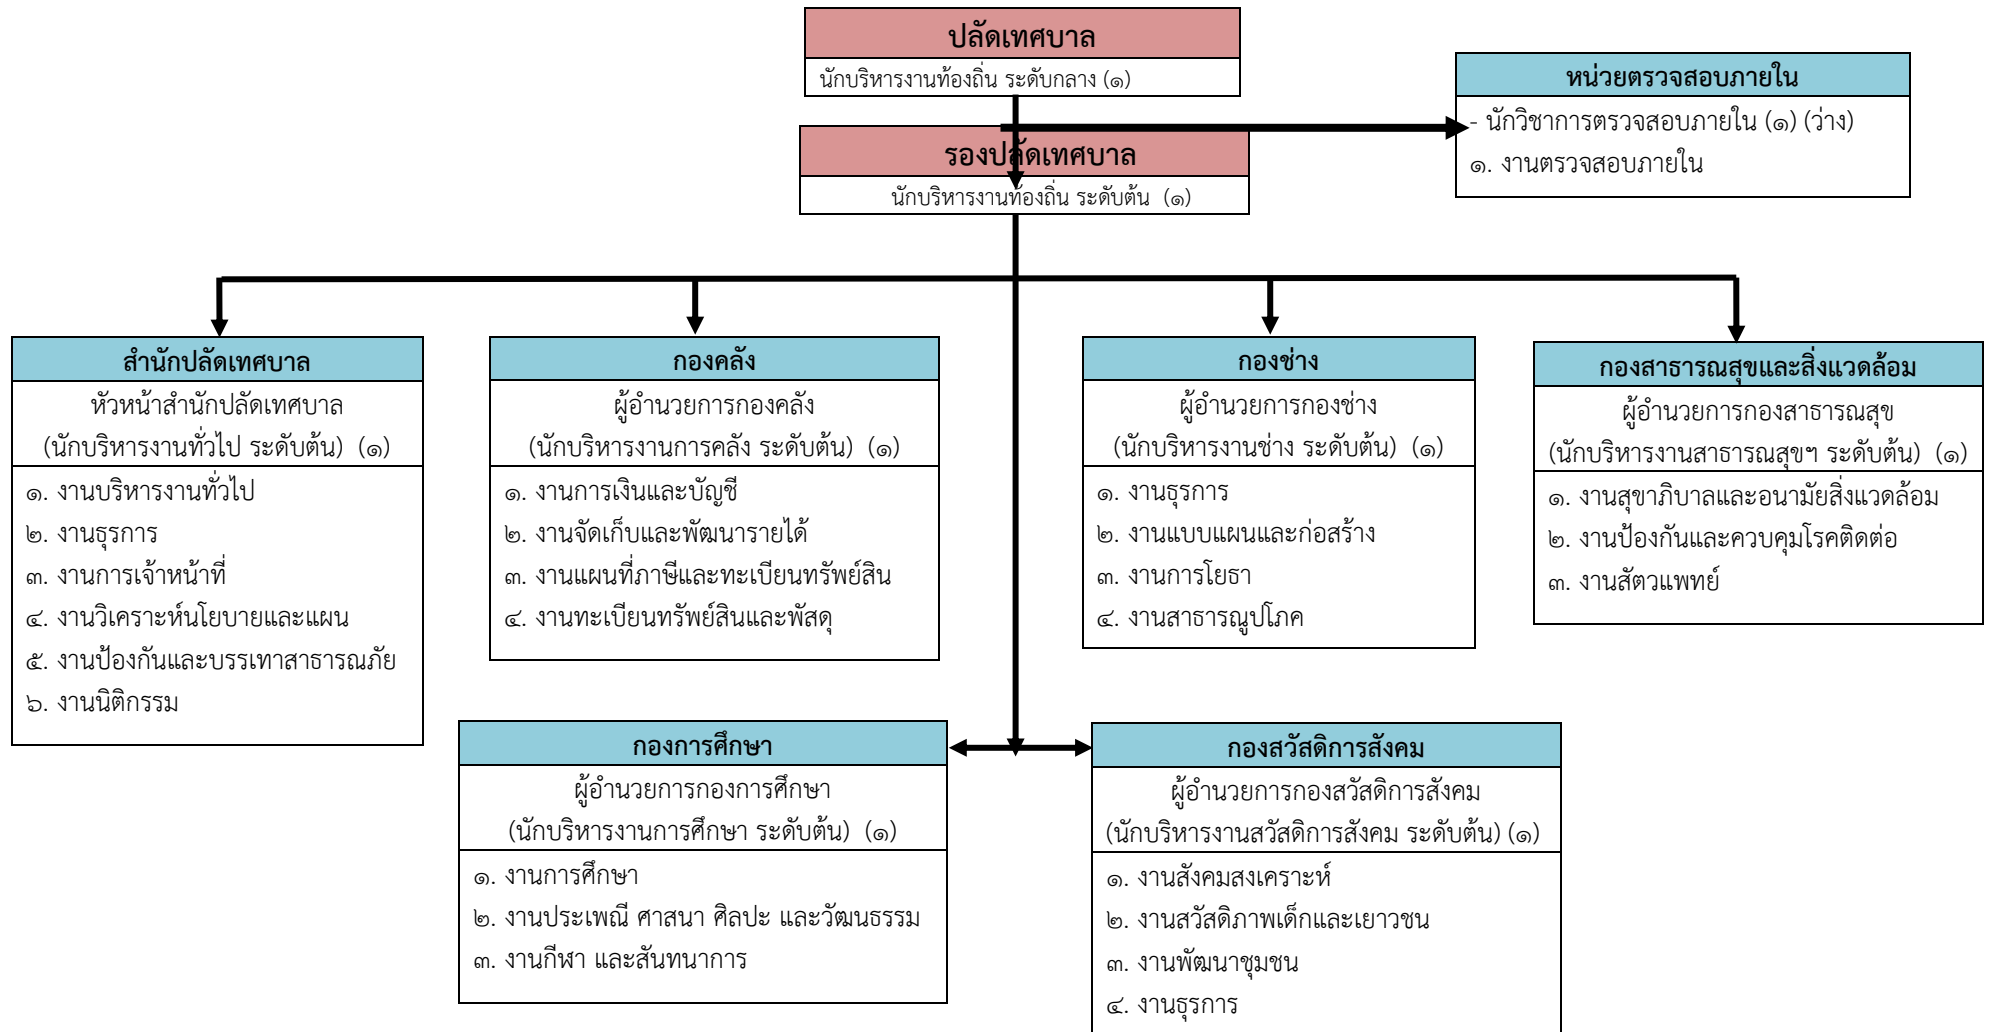 ปลัดเทศบาล
นักบริหารงานท้องถิ่น ระดับกลาง (๑)
หน่วยตรวจสอบภายใน
- นักวิชาการตรวจสอบภายใน (๑) (ว่าง)
๑. งานตรวจสอบภายใน
รองปลัดเทศบาล
นักบริหารงานท้องถิ่น ระดับต้น (๑)
สำนักปลัดเทศบาล
หัวหน้าสำนักปลัดเทศบาล
(นักบริหารงานทั่วไป ระดับต้น) (๑)
๑. งานบริหารงานทั่วไป
๒. งานธุรการ
๓. งานการเจ้าหน้าที่
๔. งานวิเคราะห์นโยบายและแผน
๕. งานป้องกันและบรรเทาสาธารณภัย
๖. งานนิติกรรม
กองคลัง
ผู้อำนวยการกองคลัง
(นักบริหารงานการคลัง ระดับต้น) (๑)
๑. งานการเงินและบัญชี
๒. งานจัดเก็บและพัฒนารายได้
๓. งานแผนที่ภาษีและทะเบียนทรัพย์สิน
๔. งานทะเบียนทรัพย์สินและพัสดุ
กองช่าง
ผู้อำนวยการกองช่าง
(นักบริหารงานช่าง ระดับต้น) (๑)
๑. งานธุรการ
๒. งานแบบแผนและก่อสร้าง
๓. งานการโยธา
๔. งานสาธารณูปโภค
กองสาธารณสุขและสิ่งแวดล้อม
ผู้อำนวยการกองสาธารณสุข
(นักบริหารงานสาธารณสุขฯ ระดับต้น) (๑)
๑. งานสุขาภิบาลและอนามัยสิ่งแวดล้อม
๒. งานป้องกันและควบคุมโรคติดต่อ
๓. งานสัตวแพทย์
กองการศึกษา
ผู้อำนวยการกองการศึกษา
(นักบริหารงานการศึกษา ระดับต้น) (๑)
๑. งานการศึกษา
๒. งานประเพณี ศาสนา ศิลปะ และวัฒนธรรม
๓. งานกีฬา และสันทนาการ
กองสวัสดิการสังคม
ผู้อำนวยการกองสวัสดิการสังคม
(นักบริหารงานสวัสดิการสังคม ระดับต้น) (๑)
๑. งานสังคมสงเคราะห์
๒. งานสวัสดิภาพเด็กและเยาวชน
๓. งานพัฒนาชุมชน
๔. งานธุรการ